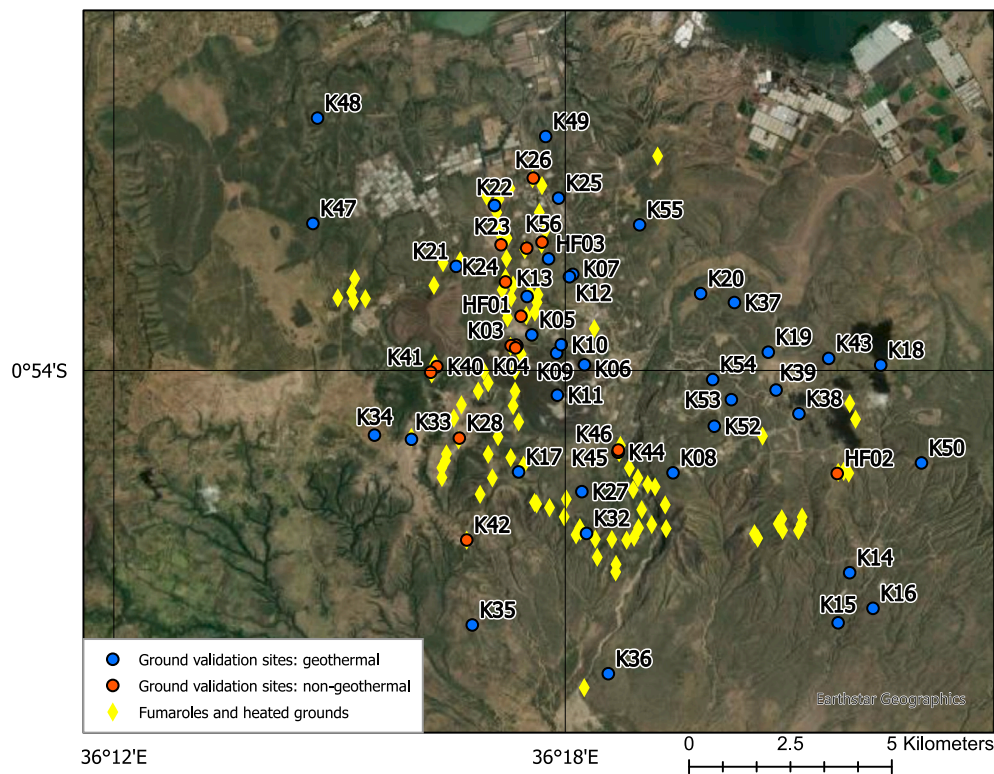 K48
K49
K26
K22
K25
K47
K23
K56
K55
K21
HF03
K24
K13
K07
K20
K12
K37
HF01
K05
K03
K10
K19
K43
K18
K41
K40
K04
K09
K06
K54
K39
0°54'S
K11
K53
K38
K34
K33
K28
K52
K46
K17
K45
K44
K08
HF02
K50
K27
K42
K32
K14
K16
K15
K35
K36
Ground validation sites: geothermal
Ground validation sites: non-geothermal
Fumaroles and heated grounds
Earthstar Geographics
36°12'E
36°18'E
0
2.5
5 Kilometers